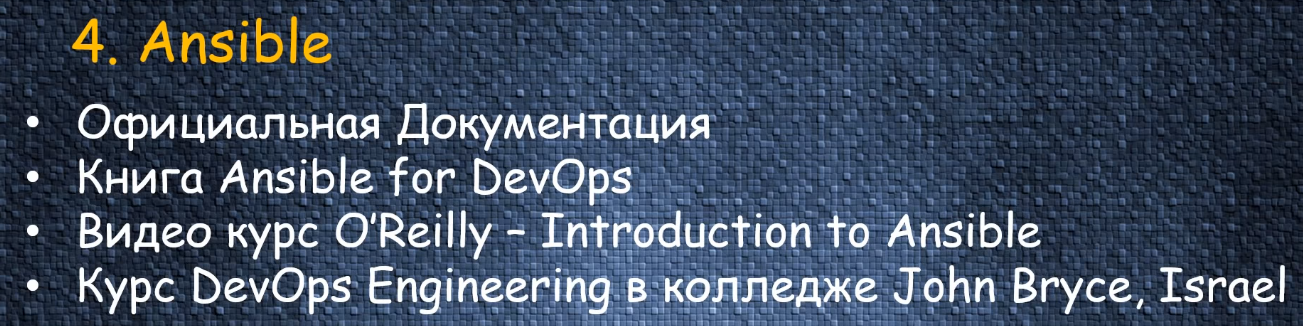 4. Ansible
• Официальная Документация
• Книга Ansible for DevOps
• Видео курс O'Reilly – Introduction to Ansible
• Курс DevOps Engineering в колледже John Bryce, Israel